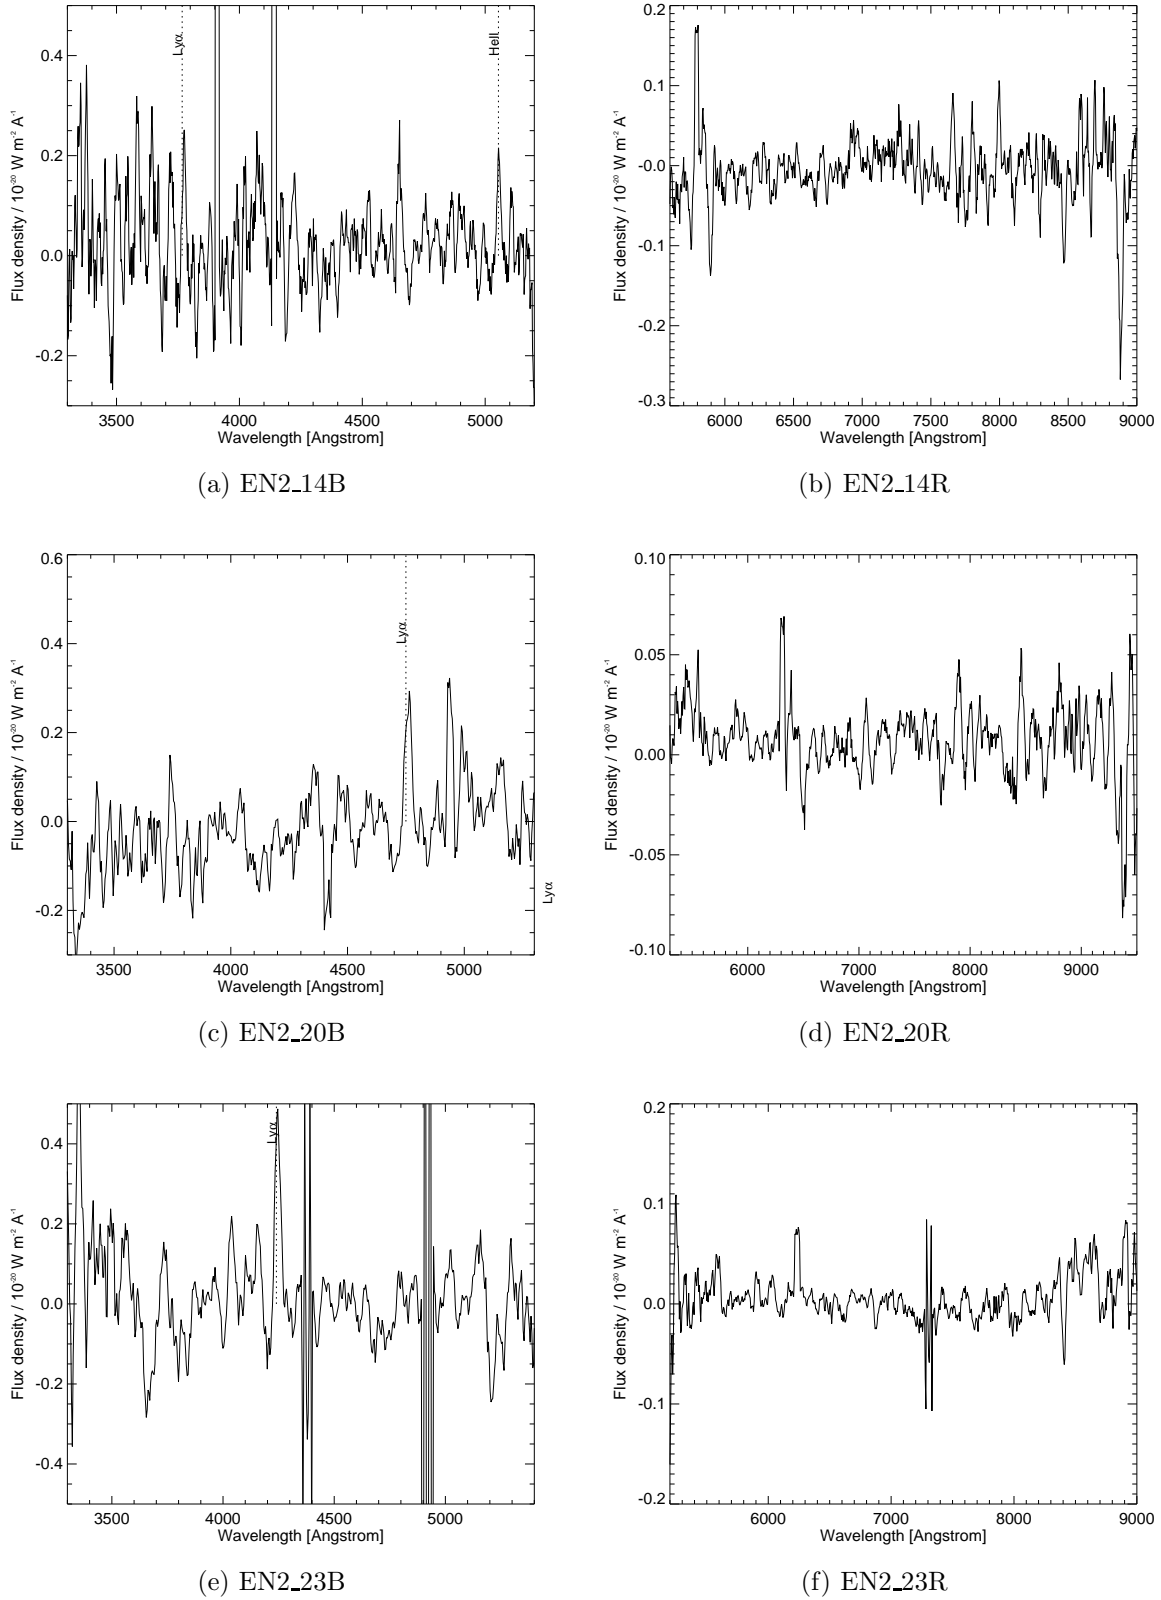 0.4
0.2
0.0
-0.2
Flux density / 10⁻²⁰ W m⁻² A⁻¹
Lyα
HeII
3500
4000
4500
5000
Wavelength [Angstrom]
(a) EN2_14B
0.2
0.1
-0.0
-0.1
-0.2
-0.3
Flux density / 10⁻²⁰ W m⁻² A⁻¹
6000
6500
7000
7500
8000
8500
9000
Wavelength [Angstrom]
(b) EN2_14R
0.6
0.4
0.2
0.0
-0.2
Flux density / 10⁻²⁰ W m⁻² A⁻¹
Lyα
Lyα
3500
4000
4500
5000
Wavelength [Angstrom]
(c) EN2_20B
0.10
0.05
0.00
-0.05
-0.10
Flux density / 10⁻²⁰ W m⁻² A⁻¹
6000
7000
8000
9000
Wavelength [Angstrom]
(d) EN2_20R
0.4
0.2
0.0
-0.2
-0.4
Flux density / 10⁻²⁰ W m⁻² A⁻¹
Lyα
3500
4000
4500
5000
Wavelength [Angstrom]
(e) EN2_23B
0.2
0.1
0.0
-0.1
-0.2
Flux density / 10⁻²⁰ W m⁻² A⁻¹
6000
7000
8000
9000
Wavelength [Angstrom]
(f) EN2_23R